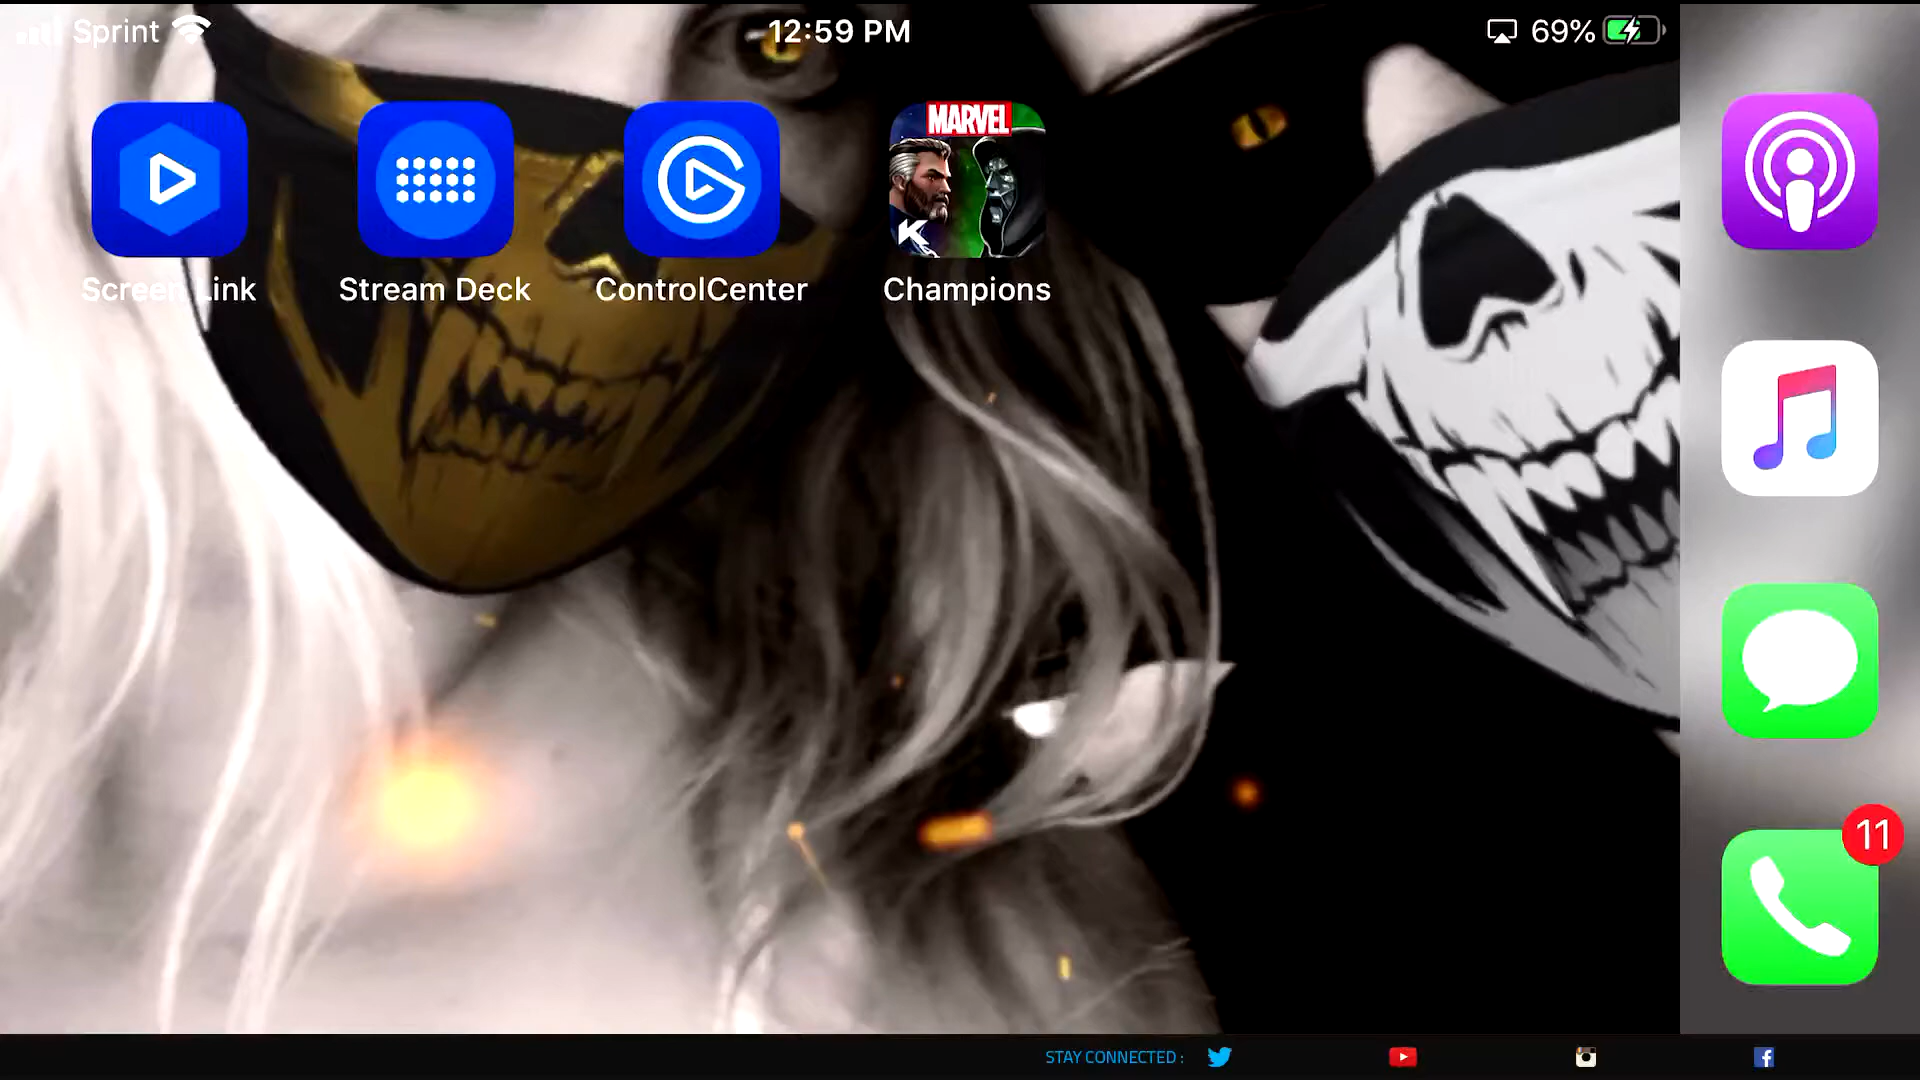 Sprint 12:59 PM 69%
MARVEL
Screen Link Stream Deck ControlCenter Champions
11
STAY CONNECTED :